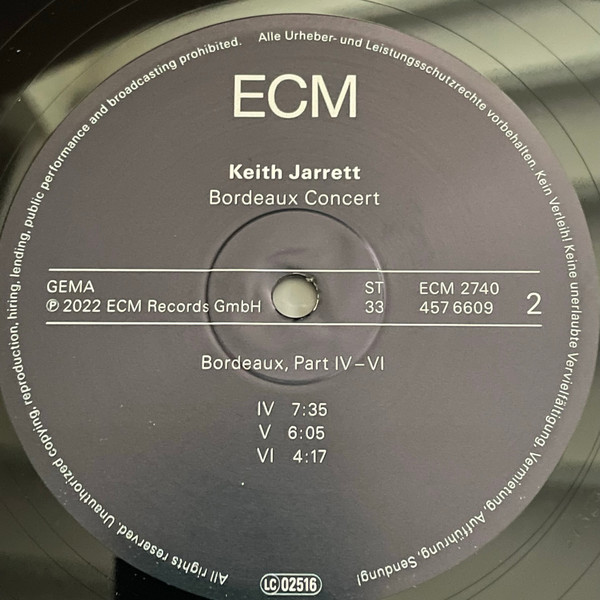 ECM
Keith Jarrett
Bordeaux Concert
GEMA ST ECM 2740
℗ 2022 ECM Records GmbH 33 457 6609 2
Bordeaux, Part IV–VI
IV 7:35
V 6:05
VI 4:17
LC 02516
All rights reserved. Unauthorized copying, reproduction, hiring, lending, public performance and broadcasting prohibited. Alle Urheber- und Leistungsschutzrechte vorbehalten. Kein Verleih! Keine unerlaubte Vervielfältigung, Vermietung, Aufführung, Sendung!